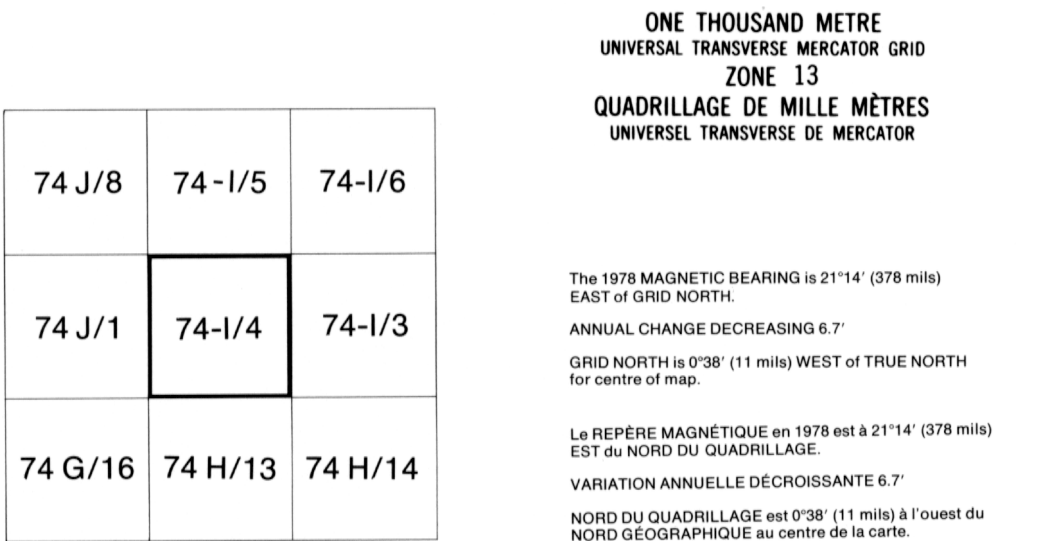 ONE THOUSAND METRE
UNIVERSAL TRANSVERSE MERCATOR GRID
ZONE 13
QUADRILLAGE DE MILLE MÈTRES
UNIVERSEL TRANSVERSE DE MERCATOR
74 J/8 74-I/5 74-I/6
74 J/1 74-I/4 74-I/3
74 G/16 74 H/13 74 H/14
The 1978 MAGNETIC BEARING is 21°14′ (378 mils)
EAST of GRID NORTH.
ANNUAL CHANGE DECREASING 6.7′
GRID NORTH is 0°38′ (11 mils) WEST of TRUE NORTH
for centre of map.
Le REPÈRE MAGNÉTIQUE en 1978 est à 21°14′ (378 mils)
EST du NORD DU QUADRILLAGE.
VARIATION ANNUELLE DÉCROISSANTE 6.7′
NORD DU QUADRILLAGE est 0°38′ (11 mils) à l'ouest du
NORD GÉOGRAPHIQUE au centre de la carte.